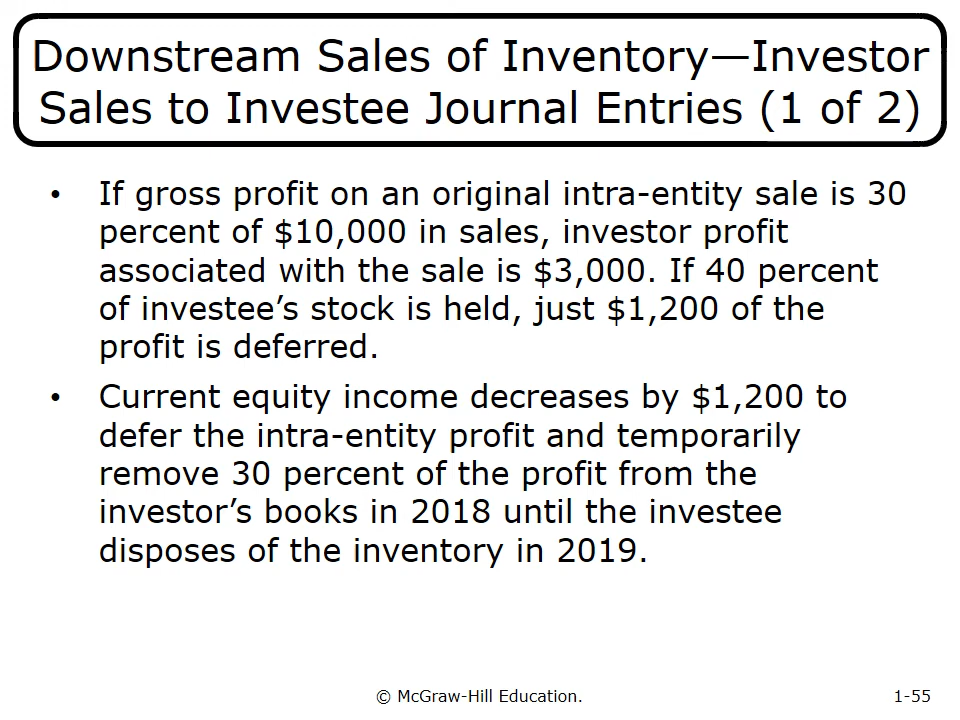 Downstream Sales of Inventory—Investor
Sales to Investee Journal Entries (1 of 2)
• If gross profit on an original intra-entity sale is 30
percent of $10,000 in sales, investor profit
associated with the sale is $3,000. If 40 percent
of investee’s stock is held, just $1,200 of the
profit is deferred.
• Current equity income decreases by $1,200 to
defer the intra-entity profit and temporarily
remove 30 percent of the profit from the
investor’s books in 2018 until the investee
disposes of the inventory in 2019.
© McGraw-Hill Education.
1-55